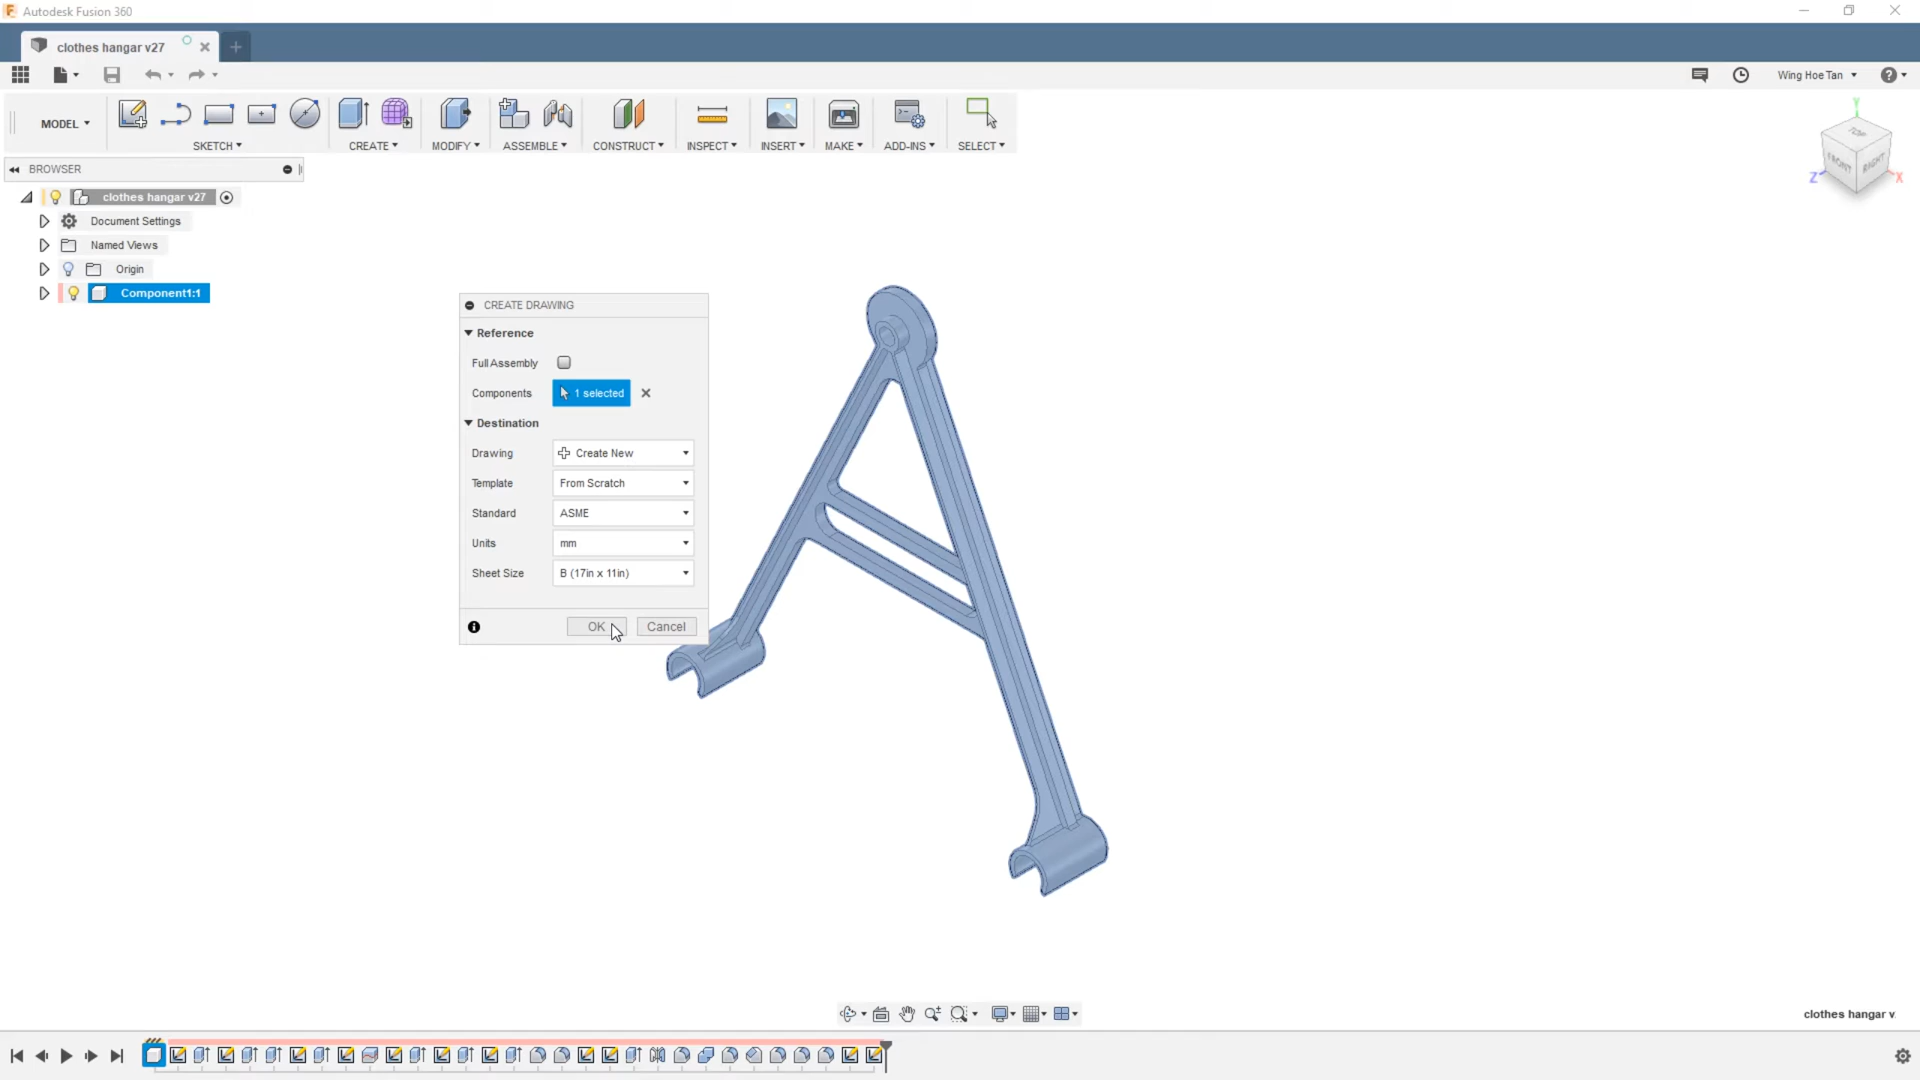 Autodesk Fusion 360
clothes hangar v27
Wing Hoe Tan
MODEL
SKETCH
CREATE
MODIFY
ASSEMBLE
CONSTRUCT
INSPECT
INSERT
MAKE
ADD-INS
SELECT
BROWSER
clothes hangar v27
Document Settings
Named Views
Origin
Component1:1
Y
TOP
FRONT
RIGHT
Z
X
CREATE DRAWING
Reference
Full Assembly
Components 1 selected
Destination
Drawing Create New
Template From Scratch
Standard ASME
Units mm
Sheet Size B (17in x 11in)
OK Cancel
clothes hangar v